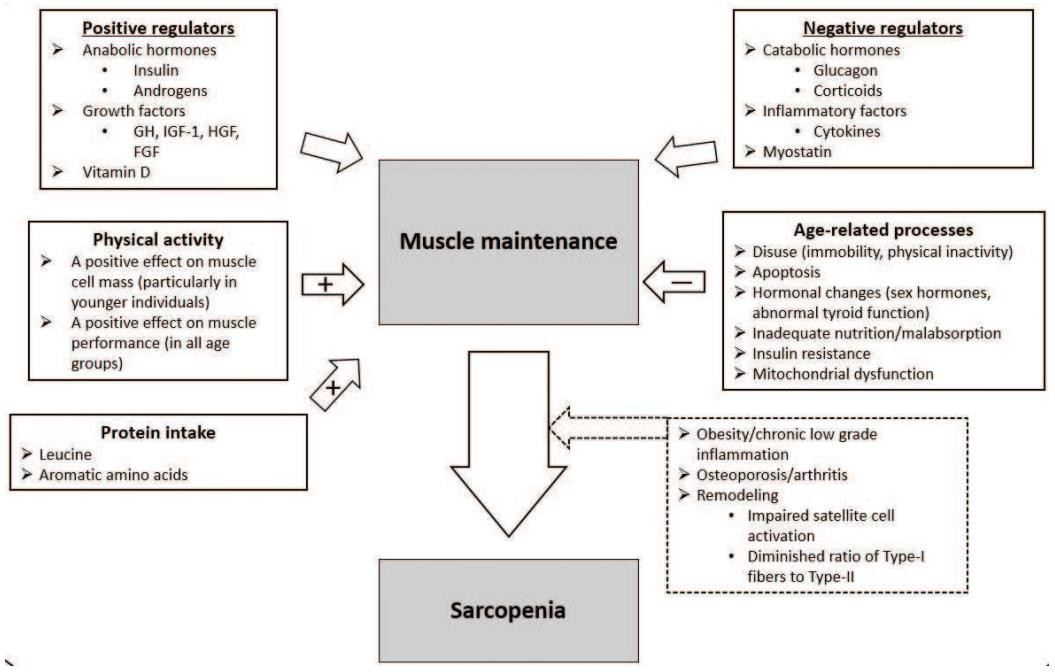 Positive regulators
➢ Anabolic hormones
• Insulin
• Androgens
➢ Growth factors
• GH, IGF-1, HGF,
FGF
➢ Vitamin D
Negative regulators
➢ Catabolic hormones
• Glucagon
• Corticoids
➢ Inflammatory factors
• Cytokines
➢ Myostatin
Muscle maintenance
Physical activity
➢ A positive effect on muscle
cell mass (particularly in
younger individuals)
➢ A positive effect on muscle
performance (in all age
groups)
+
−
Age-related processes
➢ Disuse (immobility, physical inactivity)
➢ Apoptosis
➢ Hormonal changes (sex hormones,
abnormal tyroid function)
➢ Inadequate nutrition/malabsorption
➢ Insulin resistance
➢ Mitochondrial dysfunction
+
Protein intake
➢ Leucine
➢ Aromatic amino acids
➢ Obesity/chronic low grade
inflammation
➢ Osteoporosis/arthritis
➢ Remodeling
• Impaired satellite cell
activation
• Diminished ratio of Type-I
fibers to Type-II
Sarcopenia